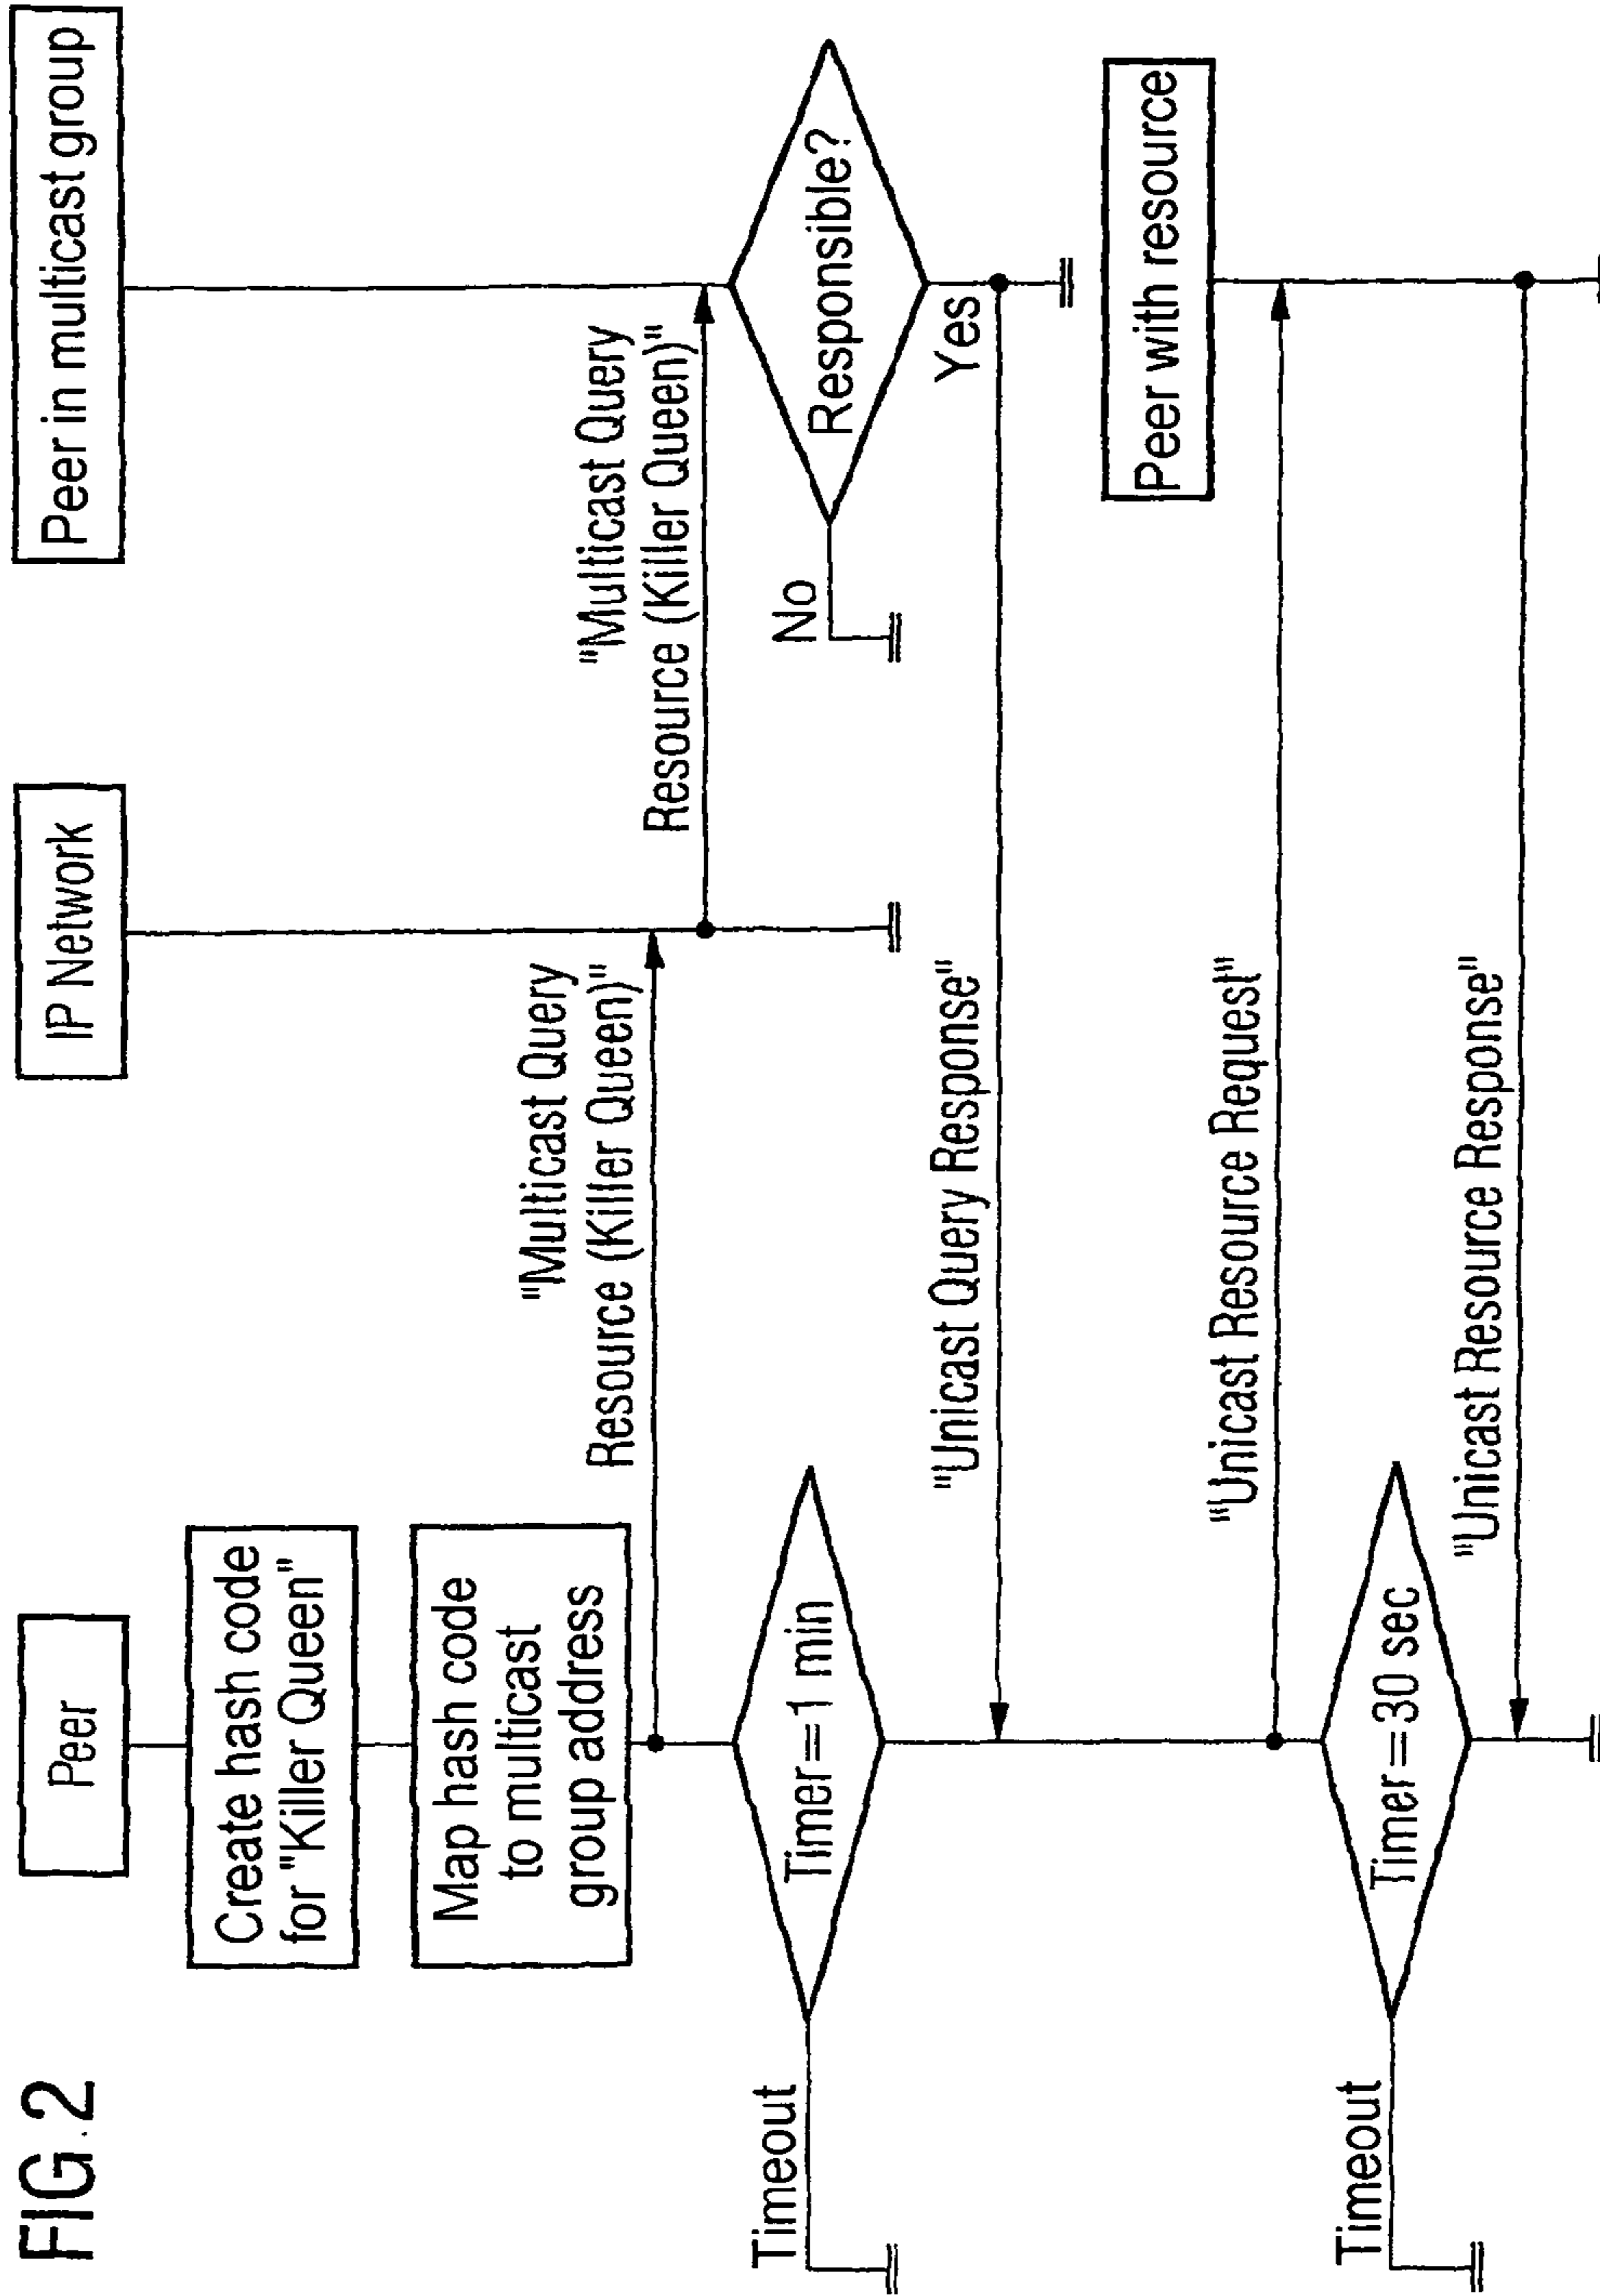 FIG.2
Peer
IP Network
Peer in multicast group
Create hash code
for "Killer Queen"
Map hash code
to multicast
group address
"Multicast Query
Resource (Killer Queen)"
"Multicast Query
Resource (Killer Queen)"
Timeout
Timer=1 min
No
Responsible?
Yes
"Unicast Query Response"
Peer with resource
"Unicast Resource Request"
Timeout
Timer=30 sec
"Unicast Resource Response"